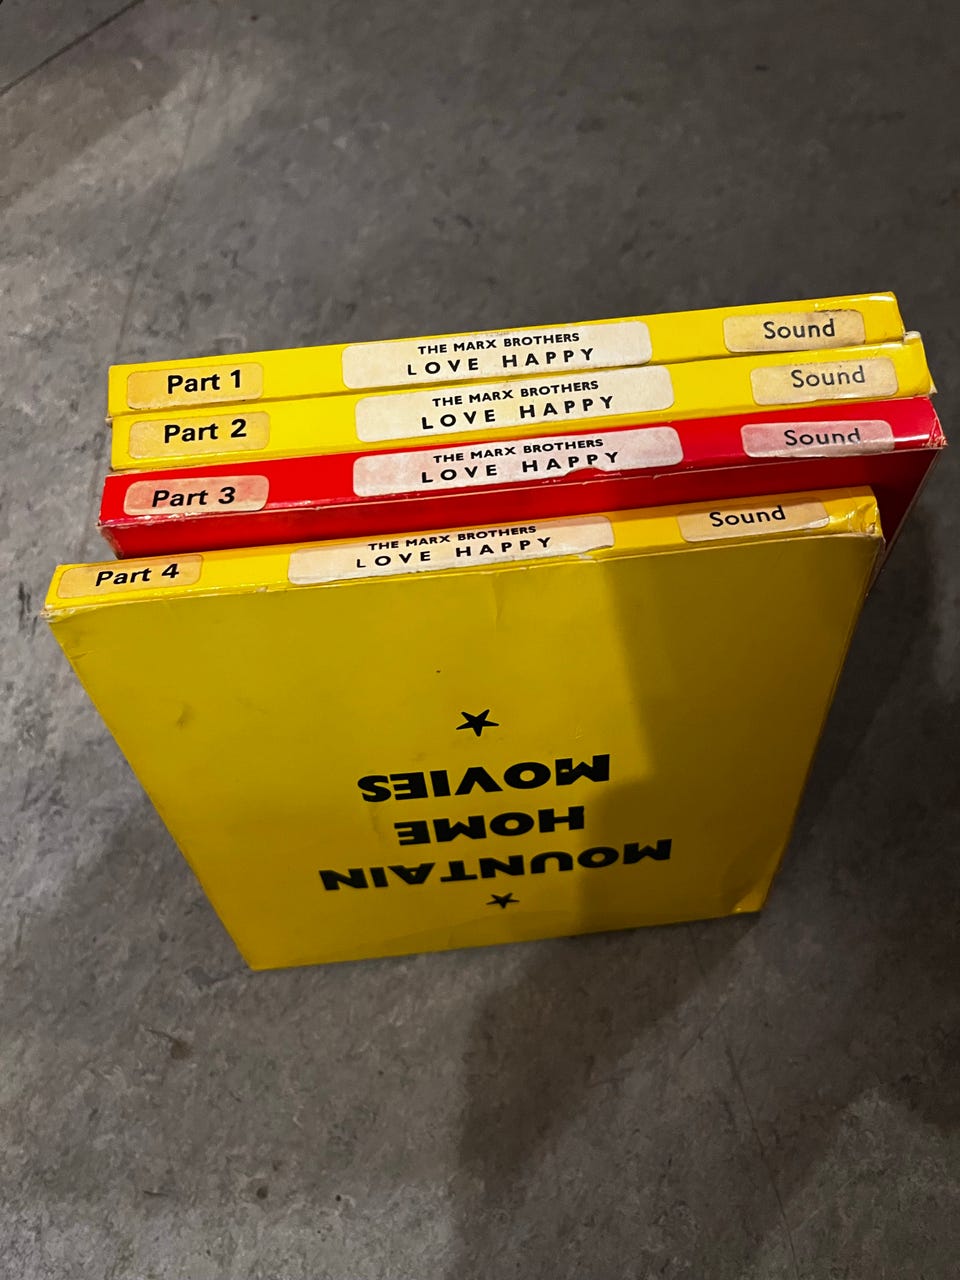 Part 1
THE MARX BROTHERS
LOVE HAPPY
Sound
Part 2
THE MARX BROTHERS
LOVE HAPPY
Sound
Part 3
THE MARX BROTHERS
LOVE HAPPY
Sound
Part 4
THE MARX BROTHERS
LOVE HAPPY
Sound
MOUNTAIN
HOME
MOVIES